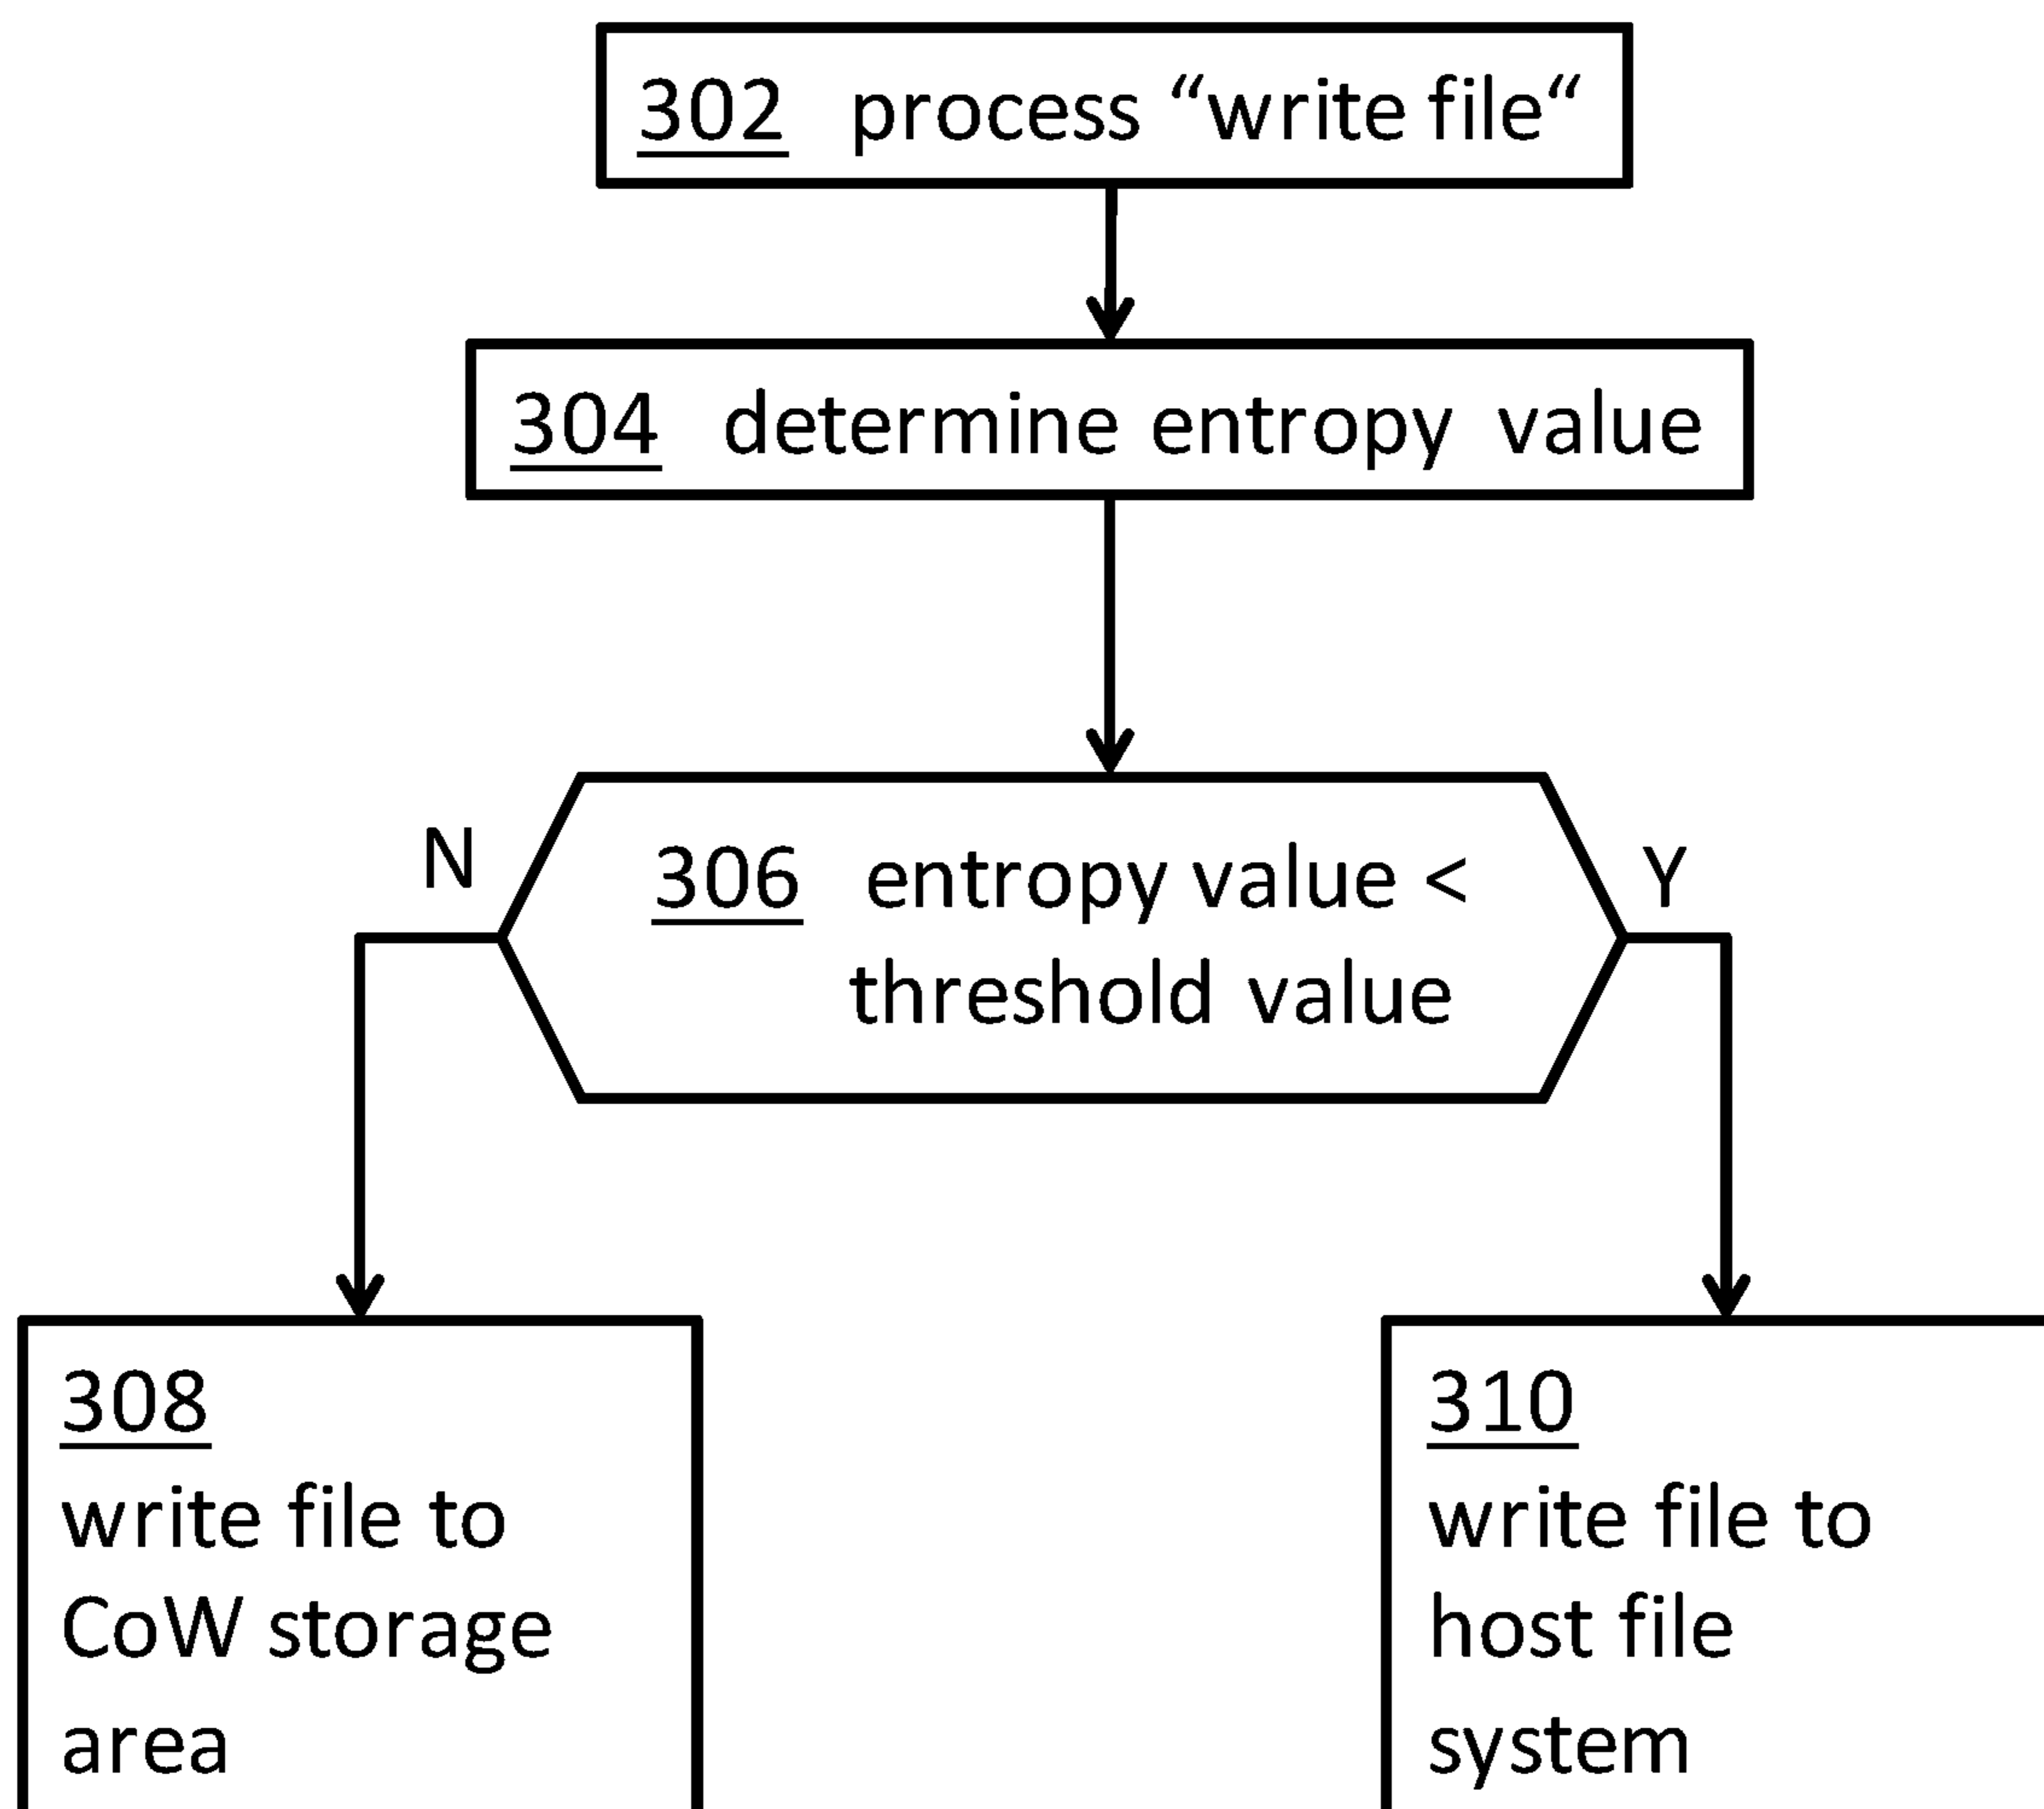 302 process “write file“
304 determine entropy value
N
306 entropy value <
Y
threshold value
308
write file to
CoW storage
area
310
write file to
host file
system